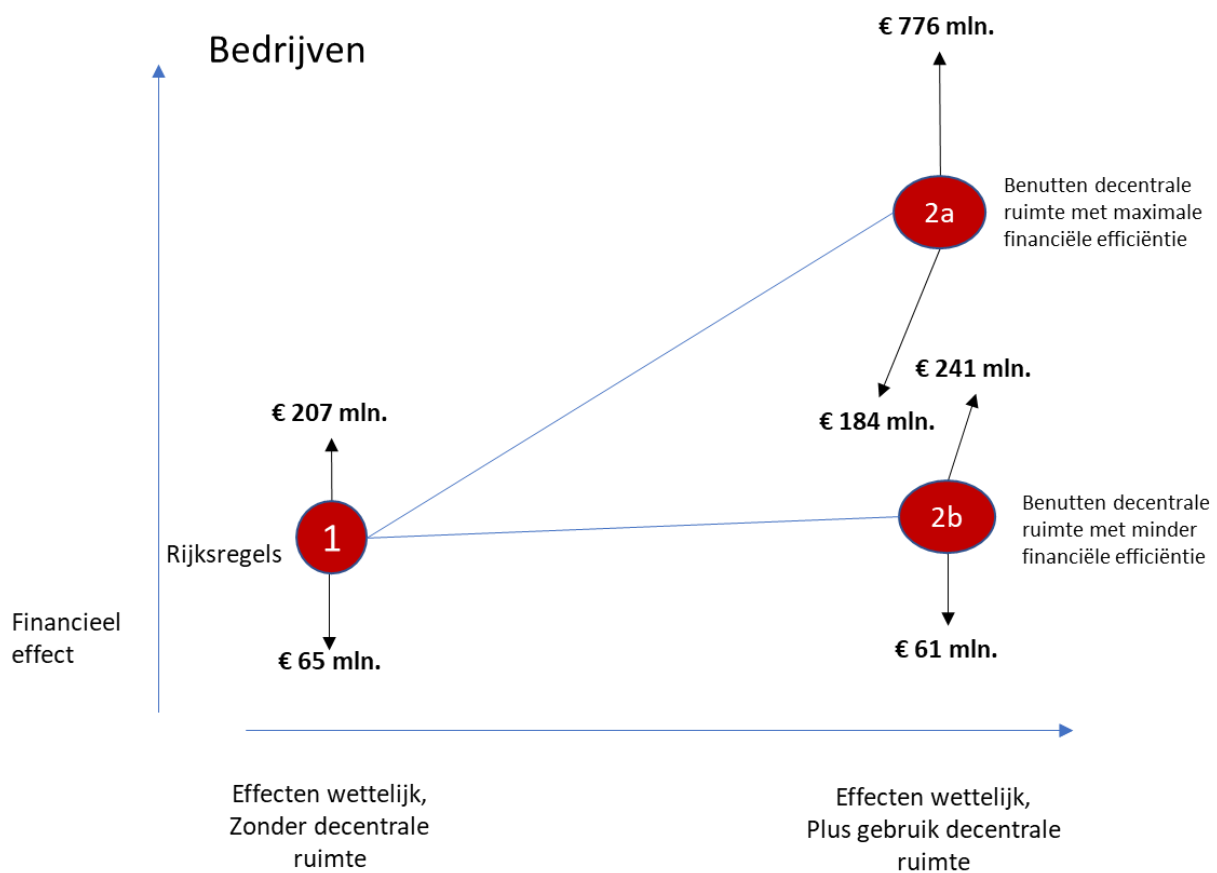 € 776 mln.
Bedrijven
2a
Benutten decentrale
ruimte met maximale
financiële efficiëntie
€ 241 mln.
€ 207 mln.
€ 184 mln.
1
2b
Benutten decentrale
ruimte met minder
financiële efficiëntie
Rijksregels
Financieel
effect
€ 65 mln.
€ 61 mln.
Effecten wettelijk,
Zonder decentrale
ruimte
Effecten wettelijk,
Plus gebruik decentrale
ruimte